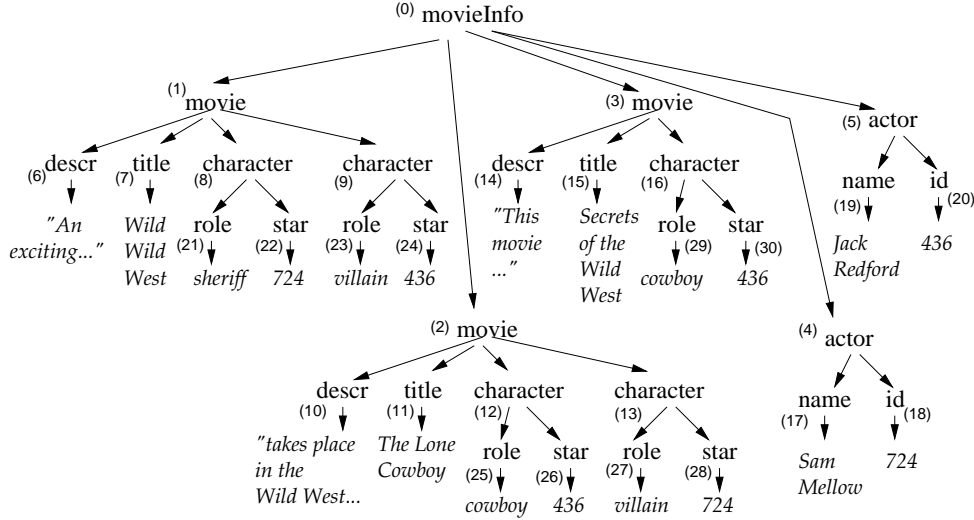 (0) movieInfo
(1) movie
(3) movie
(5) actor
(6) descr
(7) title
(8) character
(9) character
(14) descr
(15) title
(16) character
name
id
(19)
(20)
"An exciting..."
Wild Wild West
(21) role
(22) star
(23) role
(24) star
"This movie ..."
Secrets of the Wild West
role (29)
star (30)
Jack Redford
436
sheriff
724
villain
436
cowboy
436
(2) movie
(4) actor
(10) descr
(11) title
(12) character
(13) character
(17) name
id (18)
"takes place in the Wild West...
The Lone Cowboy
(25) role
(26) star
(27) role
(28) star
Sam Mellow
724
cowboy
436
villain
724